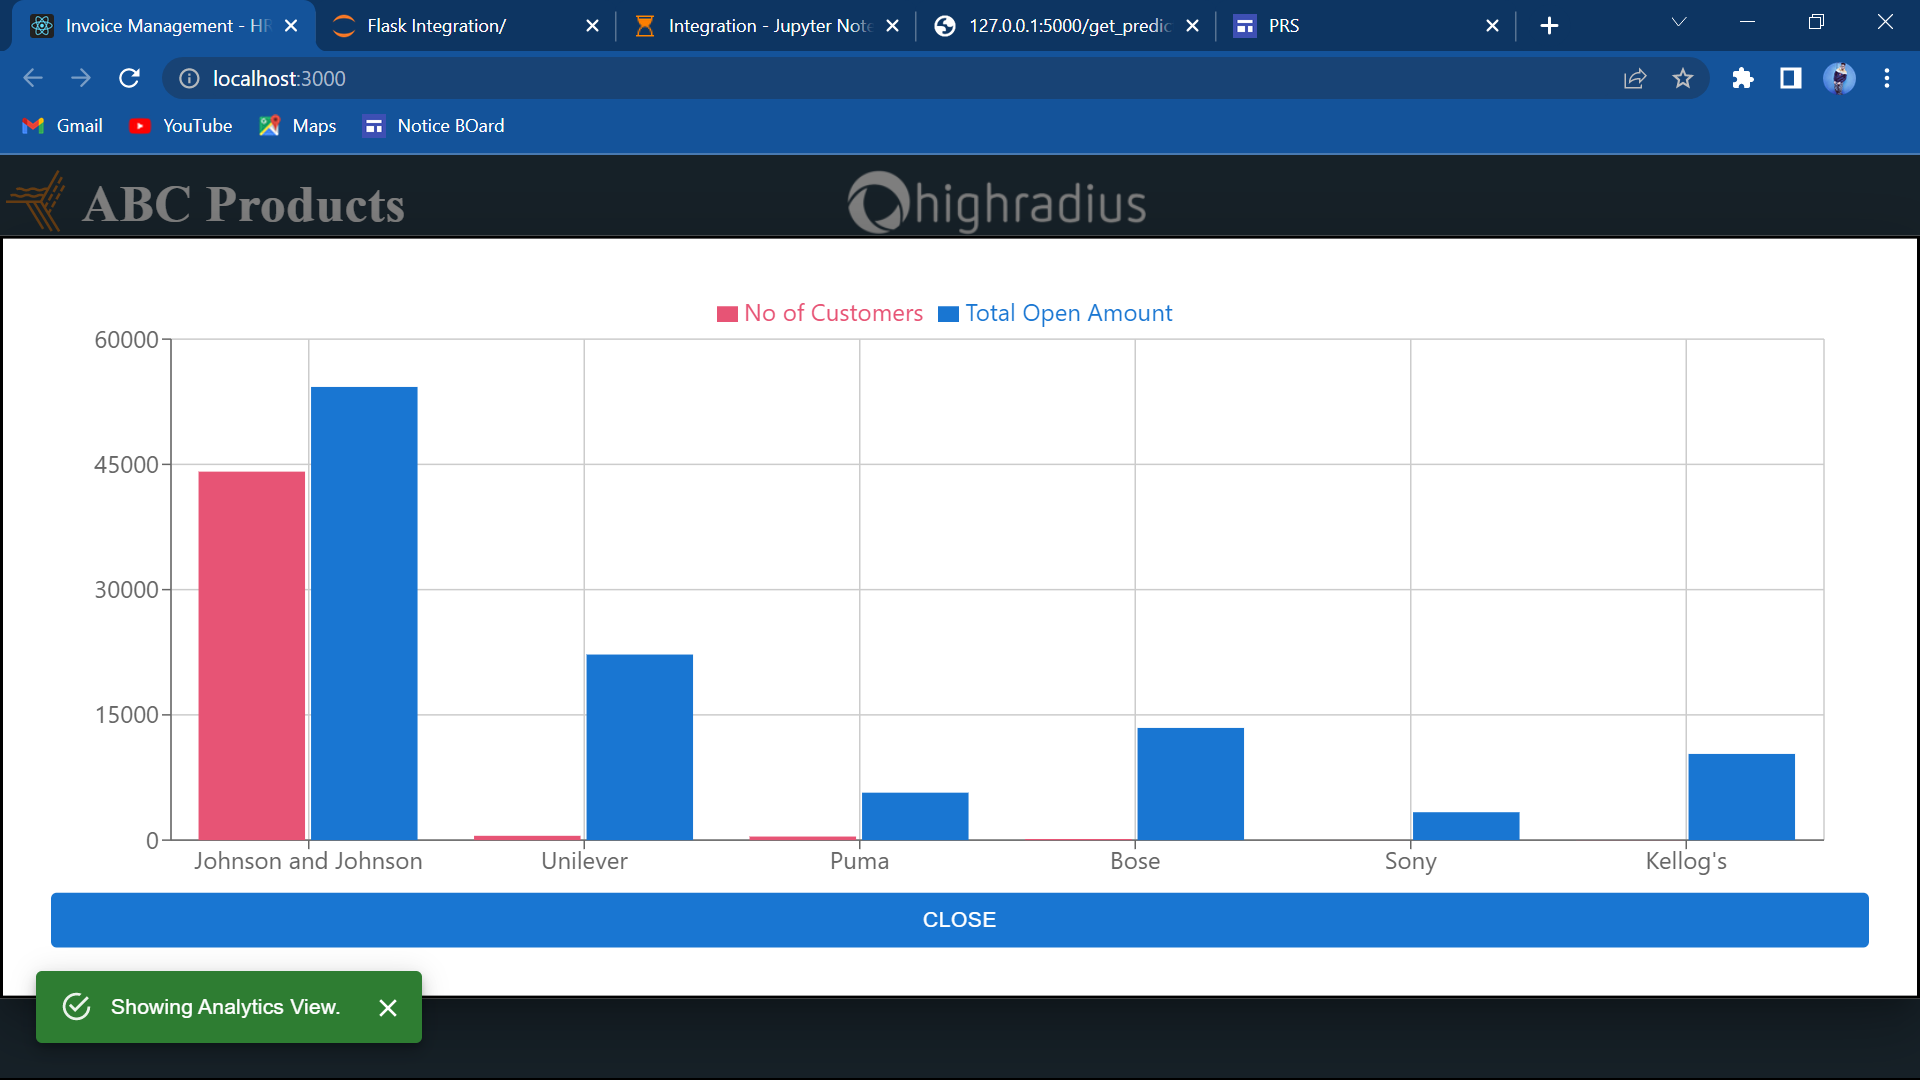 Invoice Management - HR
Flask Integration/
Integration - Jupyter Note
127.0.0.1:5000/get_predic
PRS
localhost:3000
Gmail
YouTube
Maps
Notice BOard
ABC Products
highradius
No of Customers
Total Open Amount
60000
45000
30000
15000
0
Johnson and Johnson
Unilever
Puma
Bose
Sony
Kellog's
CLOSE
Showing Analytics View.